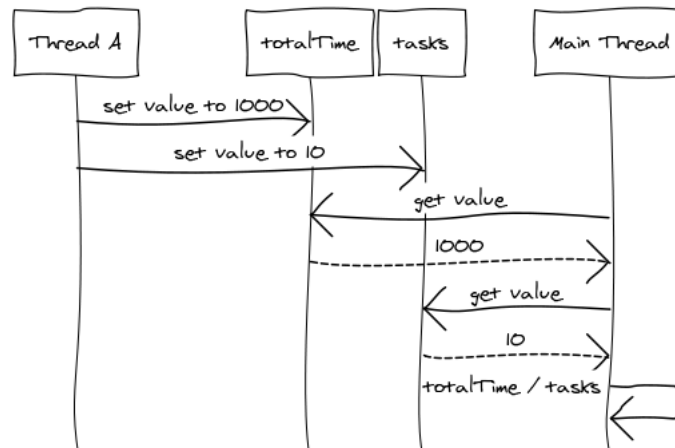 Thread A
totalTime
tasks
Main Thread
set value to 1000
set value to 10
get value
1000
get value
10
totalTime / tasks